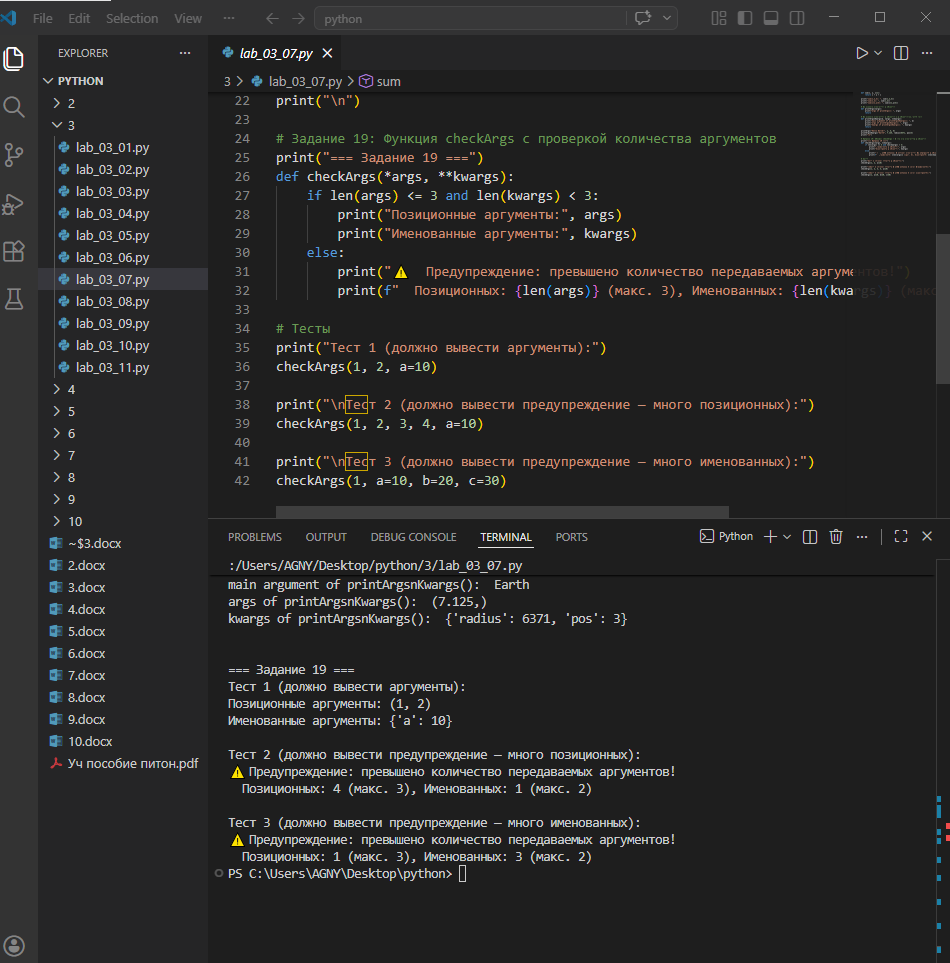 File Edit Selection View ··· python
EXPLORER ···
PYTHON
2
3
lab_03_01.py
lab_03_02.py
lab_03_03.py
lab_03_04.py
lab_03_05.py
lab_03_06.py
lab_03_07.py
lab_03_08.py
lab_03_09.py
lab_03_10.py
lab_03_11.py
4
5
6
7
8
9
10
~$3.docx
2.docx
3.docx
4.docx
5.docx
6.docx
7.docx
8.docx
9.docx
10.docx
Уч пособие питон.pdf
lab_03_07.py
3 > lab_03_07.py > sum
22 print("\n")
23
24 # Задание 19: Функция checkArgs с проверкой количества аргументов
25 print("=== Задание 19 ===")
26 def checkArgs(*args, **kwargs):
27 if len(args) <= 3 and len(kwargs) < 3:
28 print("Позиционные аргументы:", args)
29 print("Именованные аргументы:", kwargs)
30 else:
31 print("⚠️ Предупреждение: превышено количество передаваемых аргументов!")
32 print(f" Позиционных: {len(args)} (макс. 3), Именованных: {len(kwargs)} (мак
33
34 # Тесты
35 print("Тест 1 (должно вывести аргументы):")
36 checkArgs(1, 2, a=10)
37
38 print("\nТест 2 (должно вывести предупреждение — много позиционных):")
39 checkArgs(1, 2, 3, 4, a=10)
40
41 print("\nТест 3 (должно вывести предупреждение — много именованных):")
42 checkArgs(1, a=10, b=20, c=30)
PROBLEMS OUTPUT DEBUG CONSOLE TERMINAL PORTS Python
:/Users/AGNY/Desktop/python/3/lab_03_07.py
main argument of printArgsnKwargs():  Earth
args of printArgsnKwargs():  (7.125,)
kwargs of printArgsnKwargs():  {'radius': 6371, 'pos': 3}
=== Задание 19 ===
Тест 1 (должно вывести аргументы):
Позиционные аргументы: (1, 2)
Именованные аргументы: {'a': 10}
Тест 2 (должно вывести предупреждение — много позиционных):
⚠️ Предупреждение: превышено количество передаваемых аргументов!
Позиционных: 4 (макс. 3), Именованных: 1 (макс. 2)
Тест 3 (должно вывести предупреждение — много именованных):
⚠️ Предупреждение: превышено количество передаваемых аргументов!
Позиционных: 1 (макс. 3), Именованных: 3 (макс. 2)
PS C:\Users\AGNY\Desktop\python>